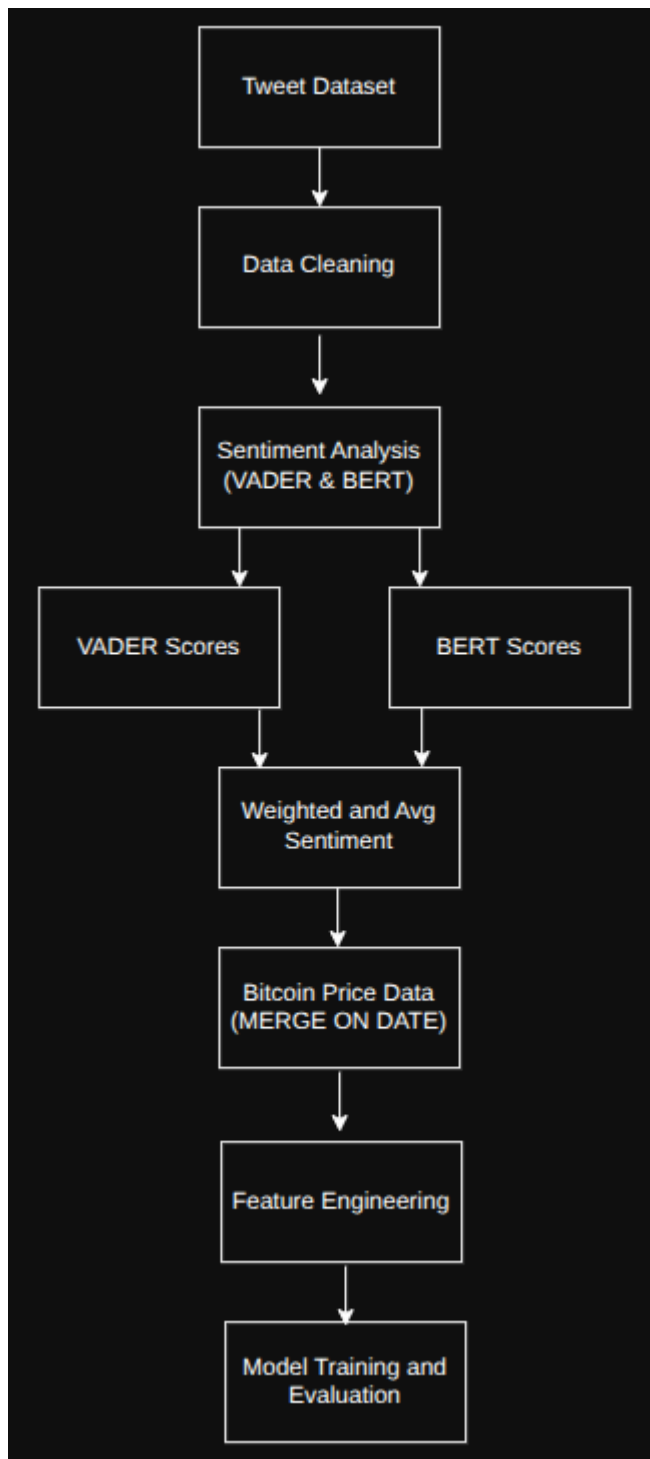 Tweet Dataset
Data Cleaning
Sentiment Analysis
(VADER & BERT)
VADER Scores
BERT Scores
Weighted and Avg
Sentiment
Bitcoin Price Data
(MERGE ON DATE)
Feature Engineering
Model Training and
Evaluation